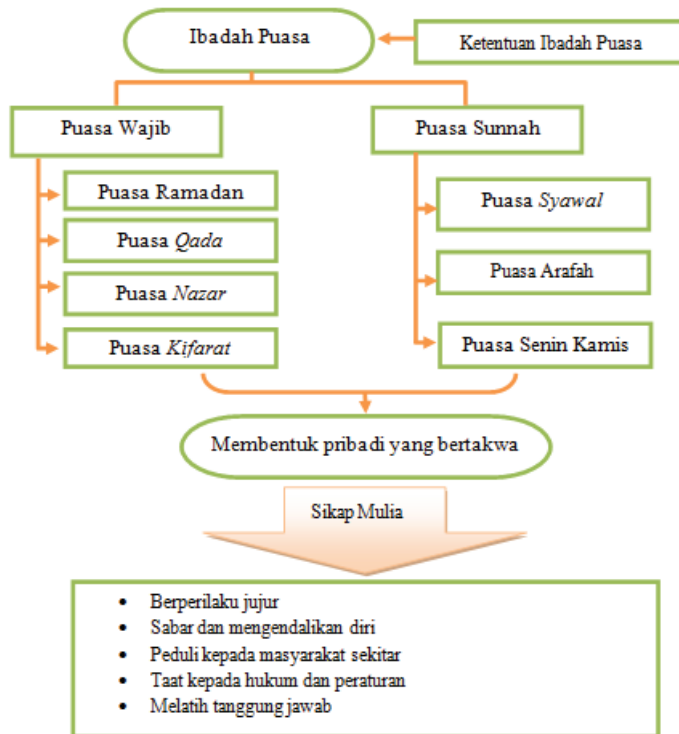 Ibadah Puasa
Ketentuan Ibadah Puasa
Puasa Wajib
Puasa Sunnah
Puasa Ramadan
Puasa Qada
Puasa Nazar
Puasa Kifarat
Puasa Syawal
Puasa Arafah
Puasa Senin Kamis
Membentuk pribadi yang bertakwa
Sikap Mulia
• Berperilaku jujur
• Sabar dan mengendalikan diri
• Peduli kepada masyarakat sekitar
• Taat kepada hukum dan peraturan
• Melatih tanggung jawab